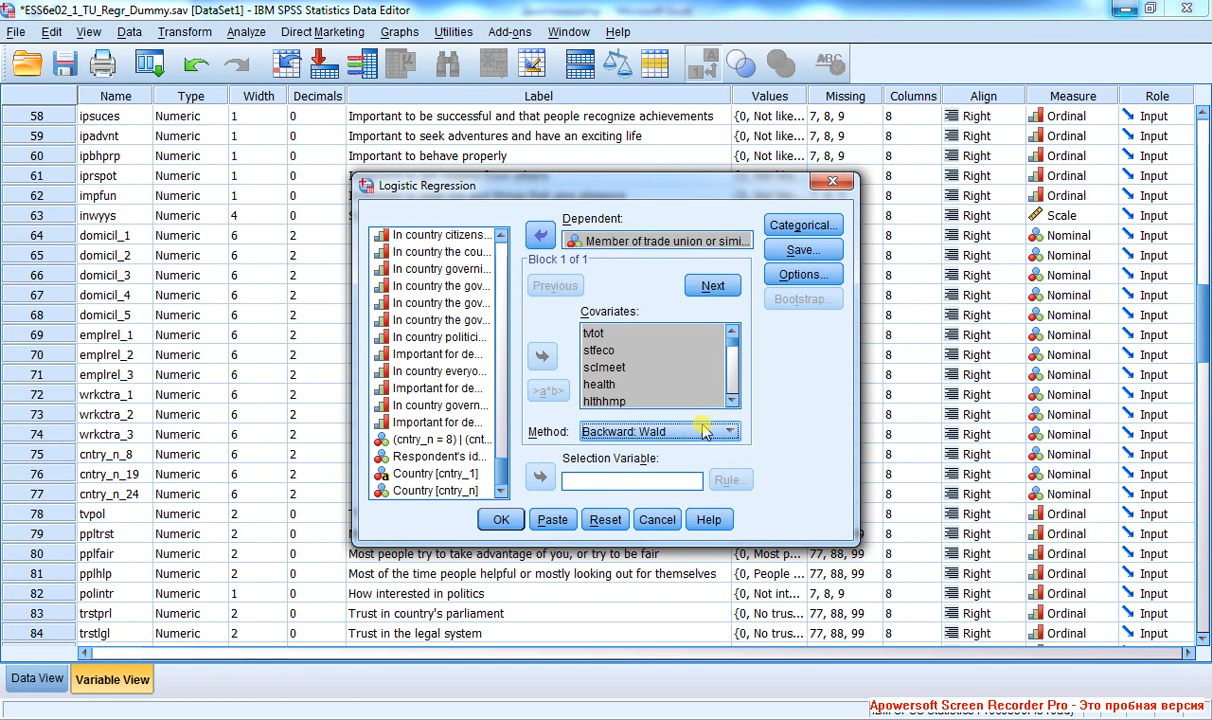 *ESS6e02_1_TU_Regr_Dummy.sav [DataSet1] - IBM SPSS Statistics Data Editor
File Edit View Data Transform Analyze Direct Marketing Graphs Utilities Add-ons Window Help
Name Type Width Decimals Label Values Missing Columns Align Measure Role
58 ipsuces Numeric 1 0 Important to be successful and that people recognize achievements {0, Not like... 7, 8, 9 8 Right Ordinal Input
59 ipadvnt Numeric 1 0 Important to seek adventures and have an exciting life {0, Not like... 7, 8, 9 8 Right Ordinal Input
60 ipbhprp Numeric 1 0 Important to behave properly {0, Not like... 7, 8, 9 8 Right Ordinal Input
61 iprspot Numeric 1 0 8 Right Ordinal Input
62 impfun Numeric 1 0 8 Right Ordinal Input
63 inwyys Numeric 4 0 8 Right Scale Input
64 domicil_1 Numeric 6 2 8 Right Nominal Input
65 domicil_2 Numeric 6 2 8 Right Nominal Input
66 domicil_3 Numeric 6 2 8 Right Nominal Input
67 domicil_4 Numeric 6 2 8 Right Nominal Input
68 domicil_5 Numeric 6 2 8 Right Nominal Input
69 emplrel_1 Numeric 6 2 8 Right Nominal Input
70 emplrel_2 Numeric 6 2 8 Right Nominal Input
71 emplrel_3 Numeric 6 2 8 Right Nominal Input
72 wrkctra_1 Numeric 6 2 8 Right Nominal Input
73 wrkctra_2 Numeric 6 2 8 Right Nominal Input
74 wrkctra_3 Numeric 6 2 8 Right Nominal Input
75 cntry_n_8 Numeric 6 2 8 Right Nominal Input
76 cntry_n_19 Numeric 6 2 8 Right Nominal Input
77 cntry_n_24 Numeric 6 2 8 Right Nominal Input
78 tvpol Numeric 2 0 77, 88, 99 8 Right Ordinal Input
79 ppltrst Numeric 2 0 77, 88, 99 8 Right Ordinal Input
80 pplfair Numeric 2 0 Most people try to take advantage of you, or try to be fair {0, Most p... 77, 88, 99 8 Right Ordinal Input
81 pplhlp Numeric 2 0 Most of the time people helpful or mostly looking out for themselves {0, People ... 77, 88, 99 8 Right Ordinal Input
82 polintr Numeric 1 0 How interested in politics {0, Not int... 7, 8, 9 8 Right Ordinal Input
83 trstprl Numeric 2 0 Trust in country's parliament {0, No trus... 77, 88, 99 8 Right Ordinal Input
84 trstlgl Numeric 2 0 Trust in the legal system {0, No trus... 77, 88, 99 8 Right Ordinal Input
Logistic Regression
In country citizens...
In country the cou...
In country governi...
In country the gov...
In country the gov...
In country the gov...
In country politici...
Important for de...
In country everyo...
Important for de...
In country govern...
Important for de...
(cntry_n = 8) | (cnt...
Respondent's id...
Country [cntry_1]
Country [cntry_n]
Dependent:
Member of trade union or simi...
Block 1 of 1
Previous Next
Covariates:
tvtot
stfeco
sclmeet
health
hlthhmp
>a*b>
Method: Backward: Wald
Selection Variable:
Rule...
Categorical...
Save...
Options...
Bootstrap...
OK Paste Reset Cancel Help
Data View Variable View
Apowersoft Screen Recorder Pro - Это пробная версия